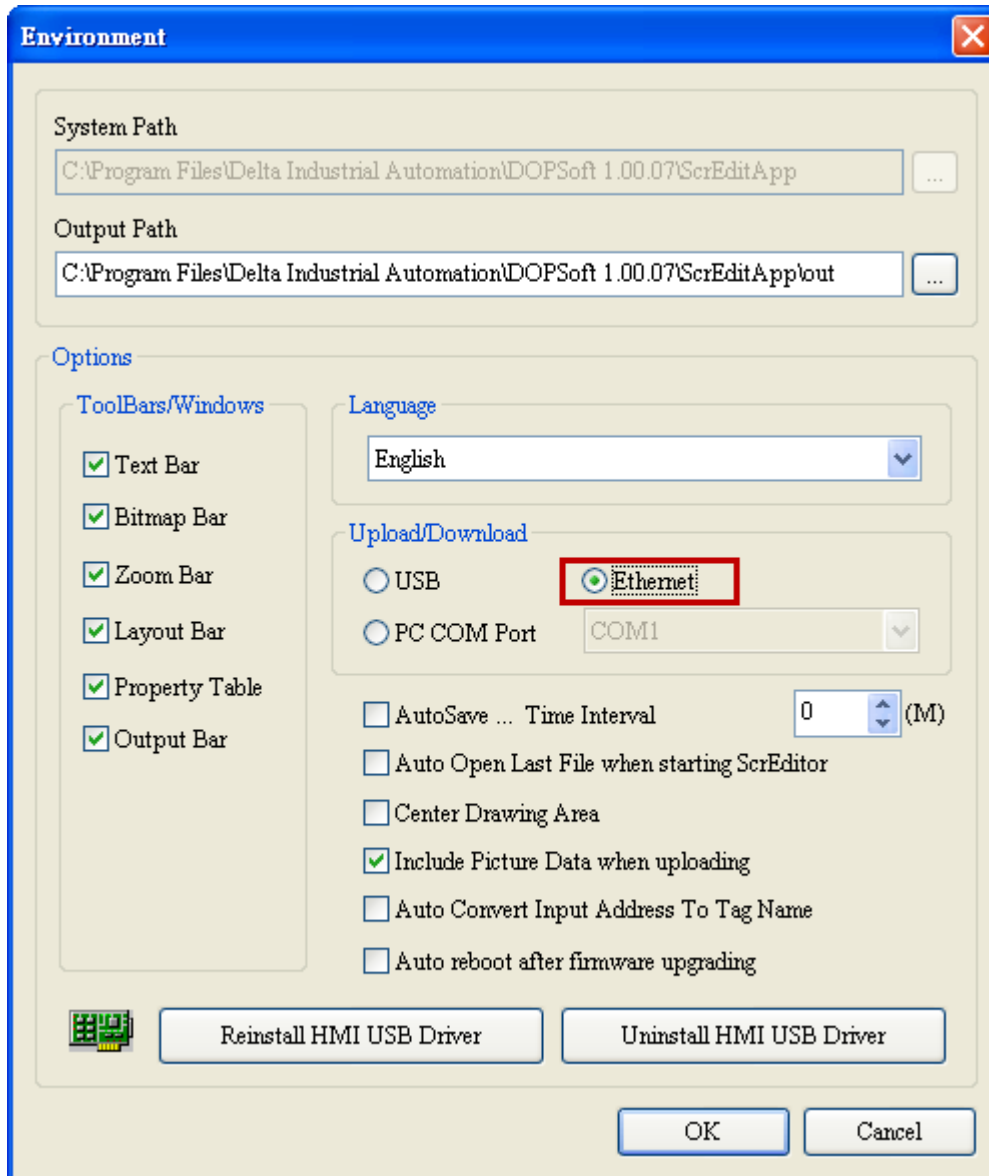 Environment
System Path
C:\Program Files\Delta Industrial Automation\DOPSoft 1.00.07\ScrEditApp
...
Output Path
C:\Program Files\Delta Industrial Automation\DOPSoft 1.00.07\ScrEditApp\out
...
Options
ToolBars/Windows
Text Bar
Bitmap Bar
Zoom Bar
Layout Bar
Property Table
Output Bar
Language
English
Upload/Download
USB
Ethernet
PC COM Port
COM1
AutoSave ... Time Interval
0
(M)
Auto Open Last File when starting ScrEditor
Center Drawing Area
Include Picture Data when uploading
Auto Convert Input Address To Tag Name
Auto reboot after firmware upgrading
Reinstall HMI USB Driver
Uninstall HMI USB Driver
OK
Cancel